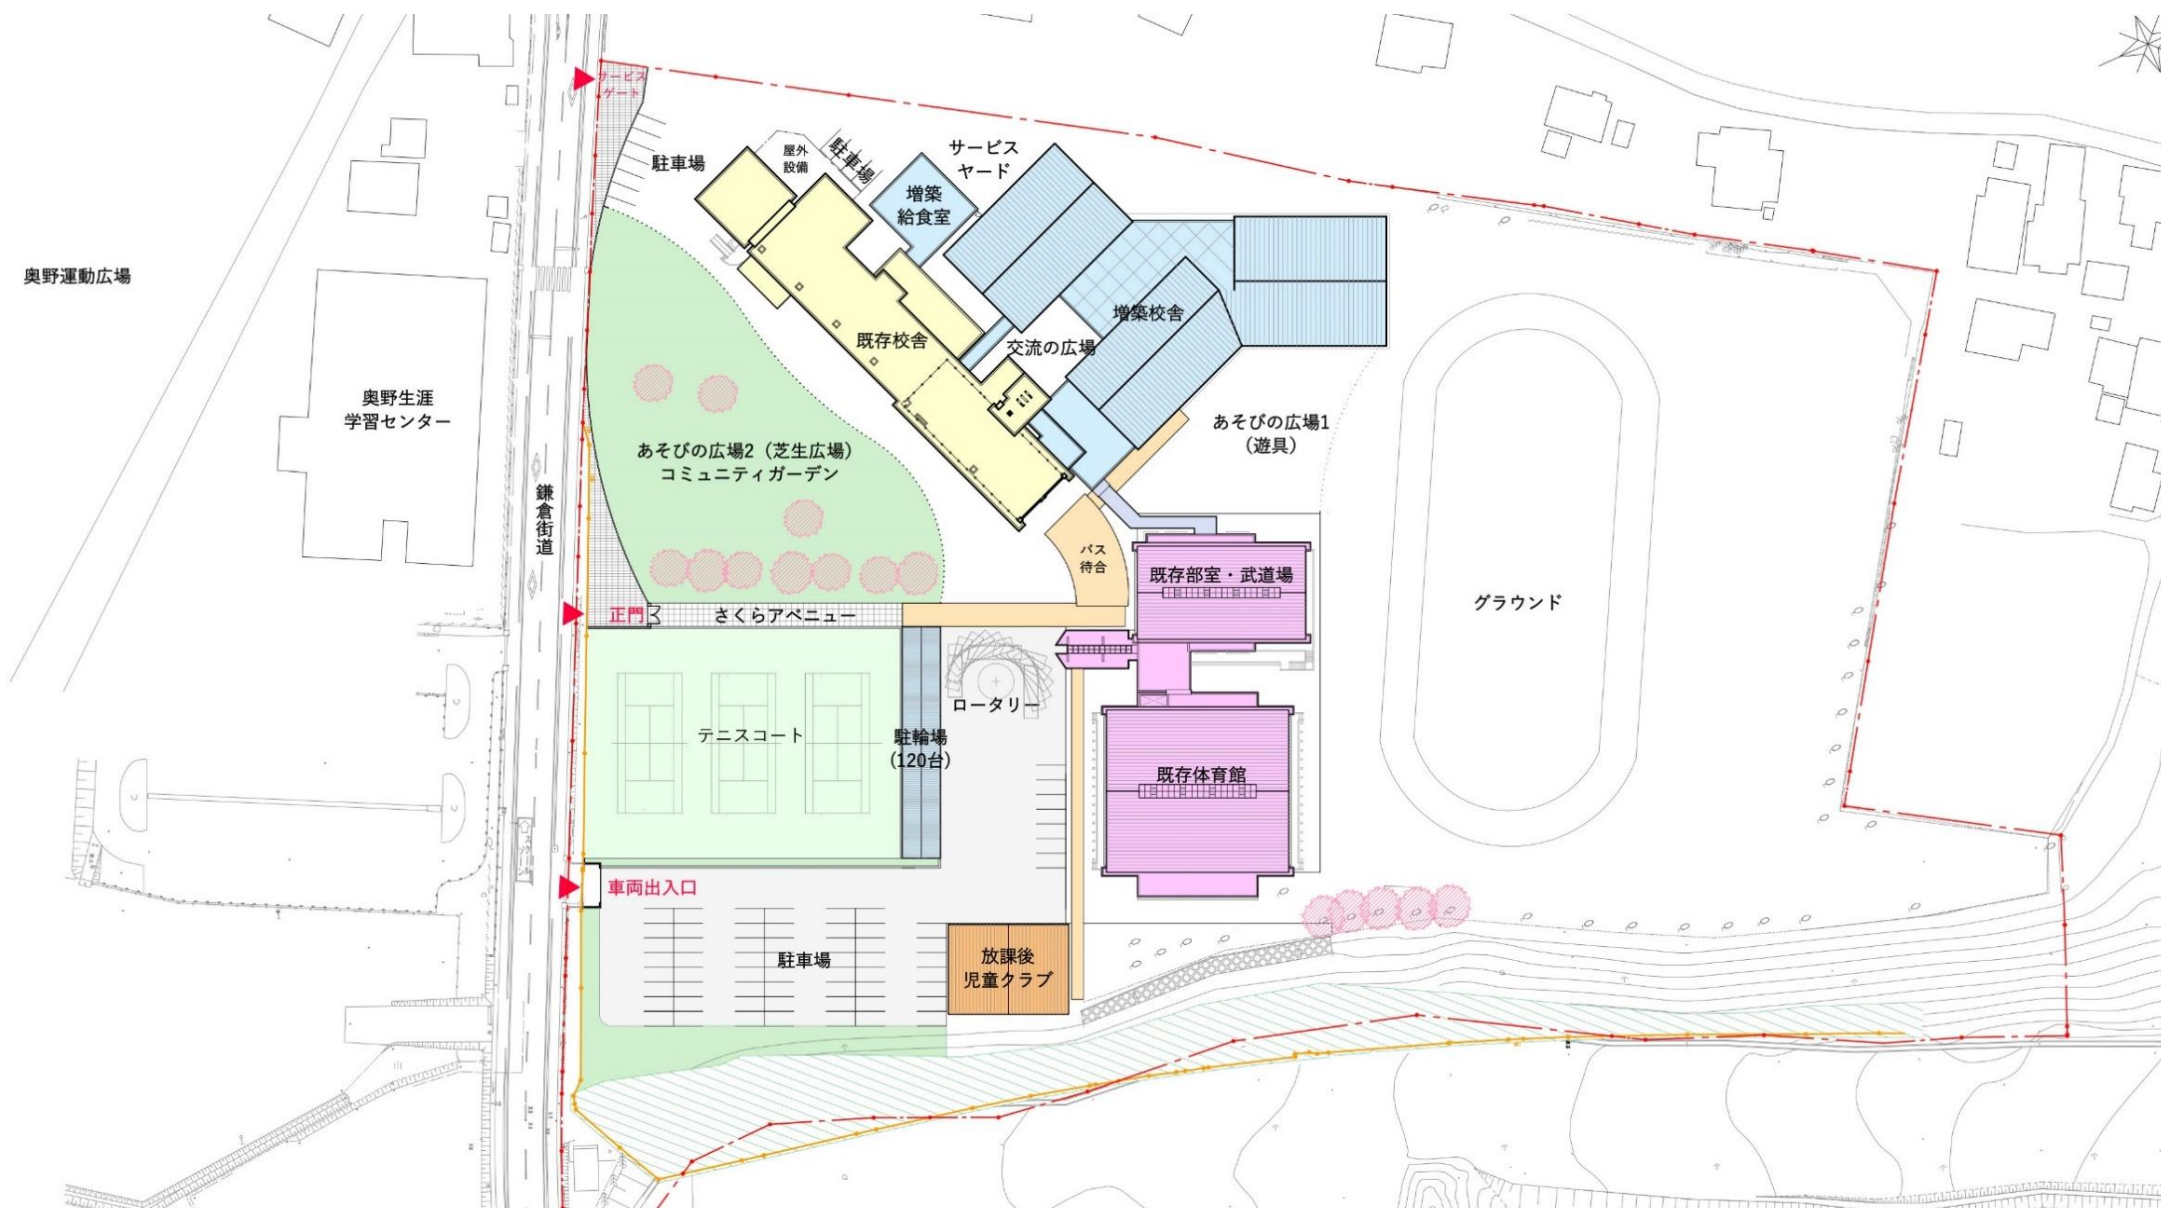 サービス
ゲート
駐車場
屋外
設備
駐車場
サービス
ヤード
増築
給食室
奥野運動広場
既存校舎
交流の広場
増築校舎
奥野生涯
学習センター
鎌倉街道
あそびの広場2（芝生広場）
コミュニティガーデン
あそびの広場1
（遊具）
バス
待合
既存部室・武道場
グラウンド
正門
さくらアベニュー
ロータリー
テニスコート
駐輪場
（120台）
既存体育館
車両出入口
駐車場
放課後
児童クラブ